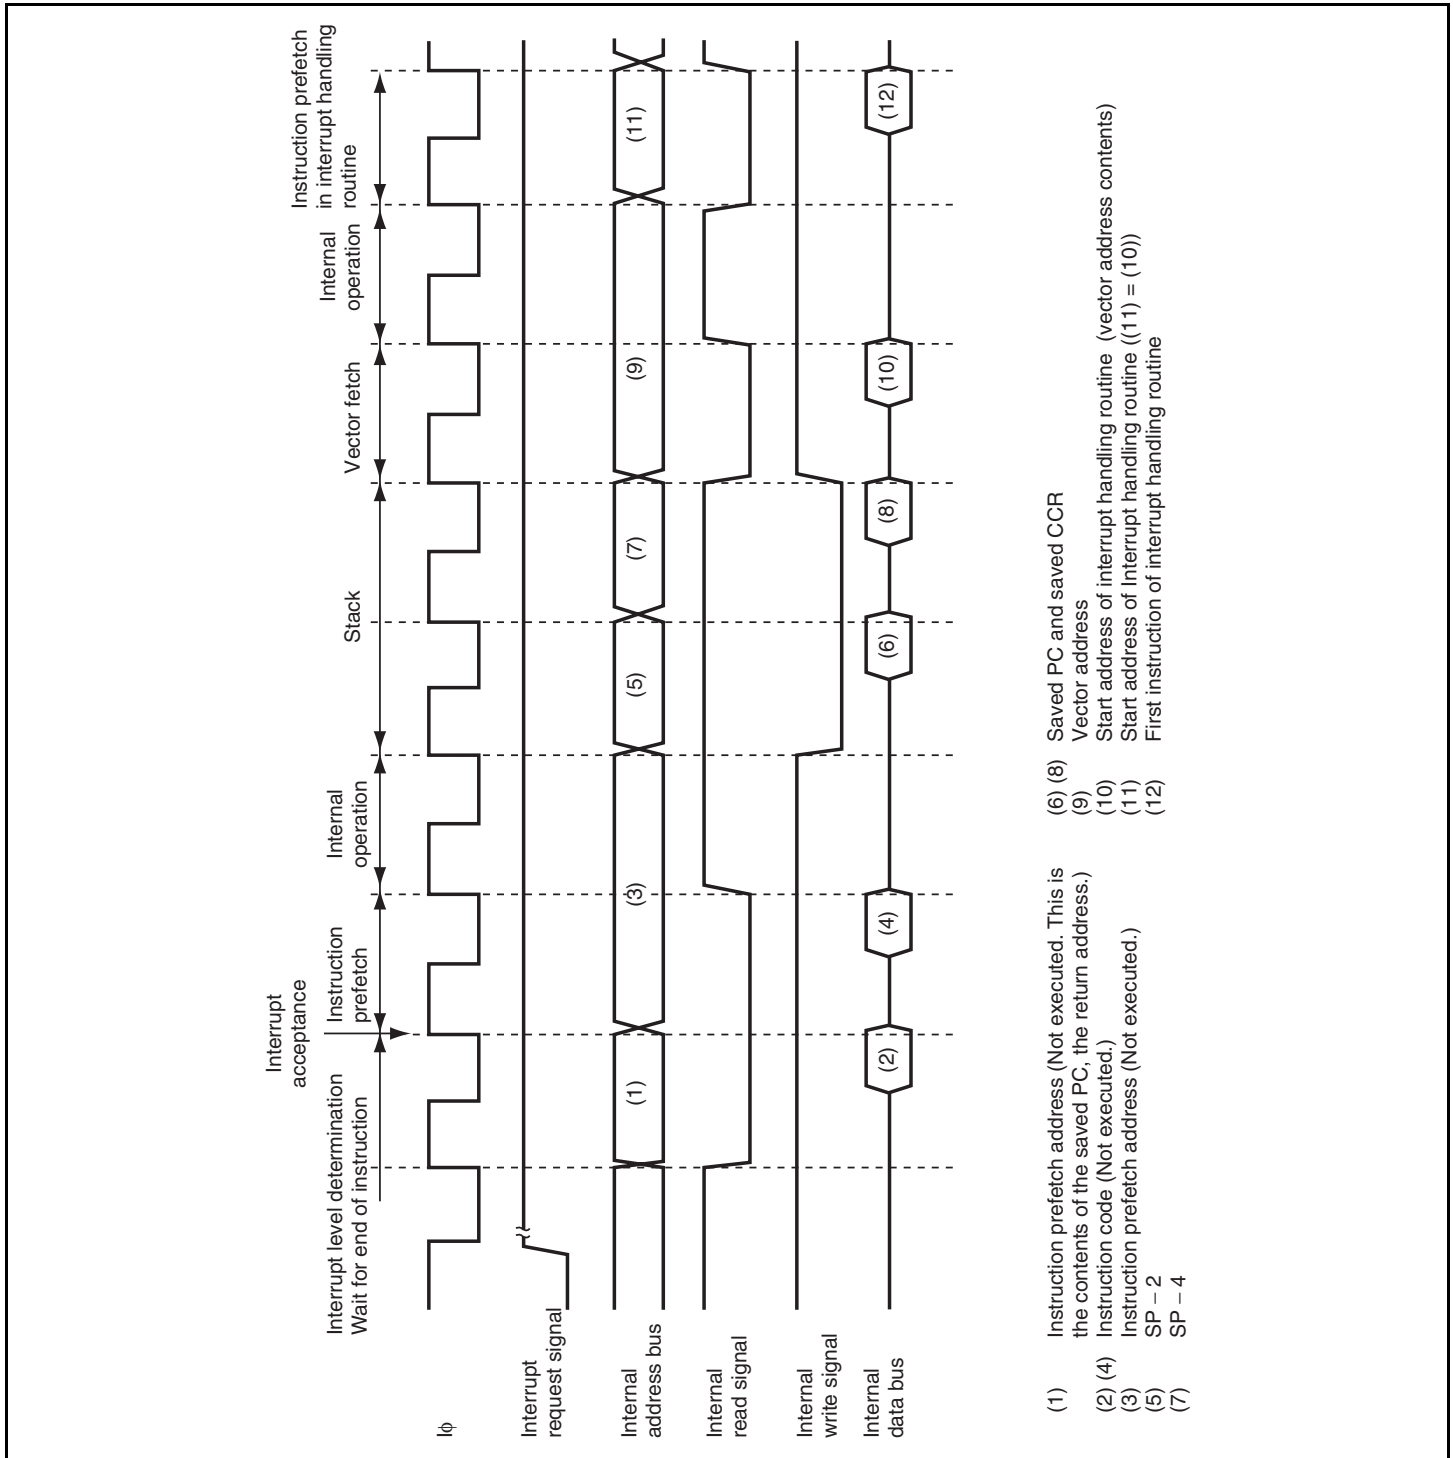 Interrupt
acceptance
Interrupt level determination
Wait for end of instruction
Instruction
prefetch
Internal
operation
Stack
Vector fetch
Internal
operation
Instruction prefetch
in interrupt handling
routine
Iϕ
Interrupt
request signal
Internal
address bus
(1)
(3)
(5)
(7)
(9)
(11)
Internal
read signal
Internal
write signal
Internal
data bus
(2)
(4)
(6)
(8)
(10)
(12)
(1) Instruction prefetch address (Not executed. This is
the contents of the saved PC, the return address.)
(2) (4) Instruction code (Not executed.)
(3) Instruction prefetch address (Not executed.)
(5) SP – 2
(7) SP – 4
(6) (8) Saved PC and saved CCR
(9) Vector address
(10) Start address of interrupt handling routine (vector address contents)
(11) Start address of Interrupt handling routine ((11) = (10))
(12) First instruction of interrupt handling routine